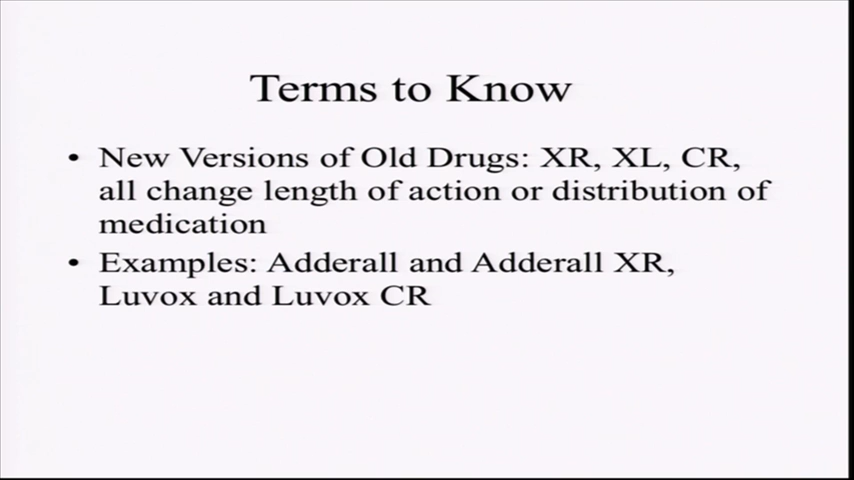 Terms to Know
• New Versions of Old Drugs: XR, XL, CR,
all change length of action or distribution of
medication
• Examples: Adderall and Adderall XR,
Luvox and Luvox CR